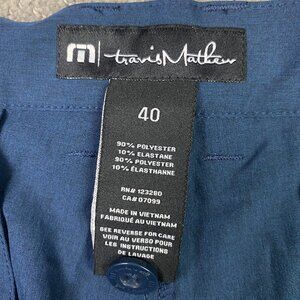 m | travisMathew
40
90% POLYESTER
10% ELASTANE
90% POLYESTER
10% ÉLASTHANNE
RN# 123280
CA# 07099
MADE IN VIETNAM
FABRIQUÉ AU VIETNAM
SEE REVERSE FOR CARE
VOIR AU VERSO POUR
LES INSTRUCTIONS
DE LAVAGE